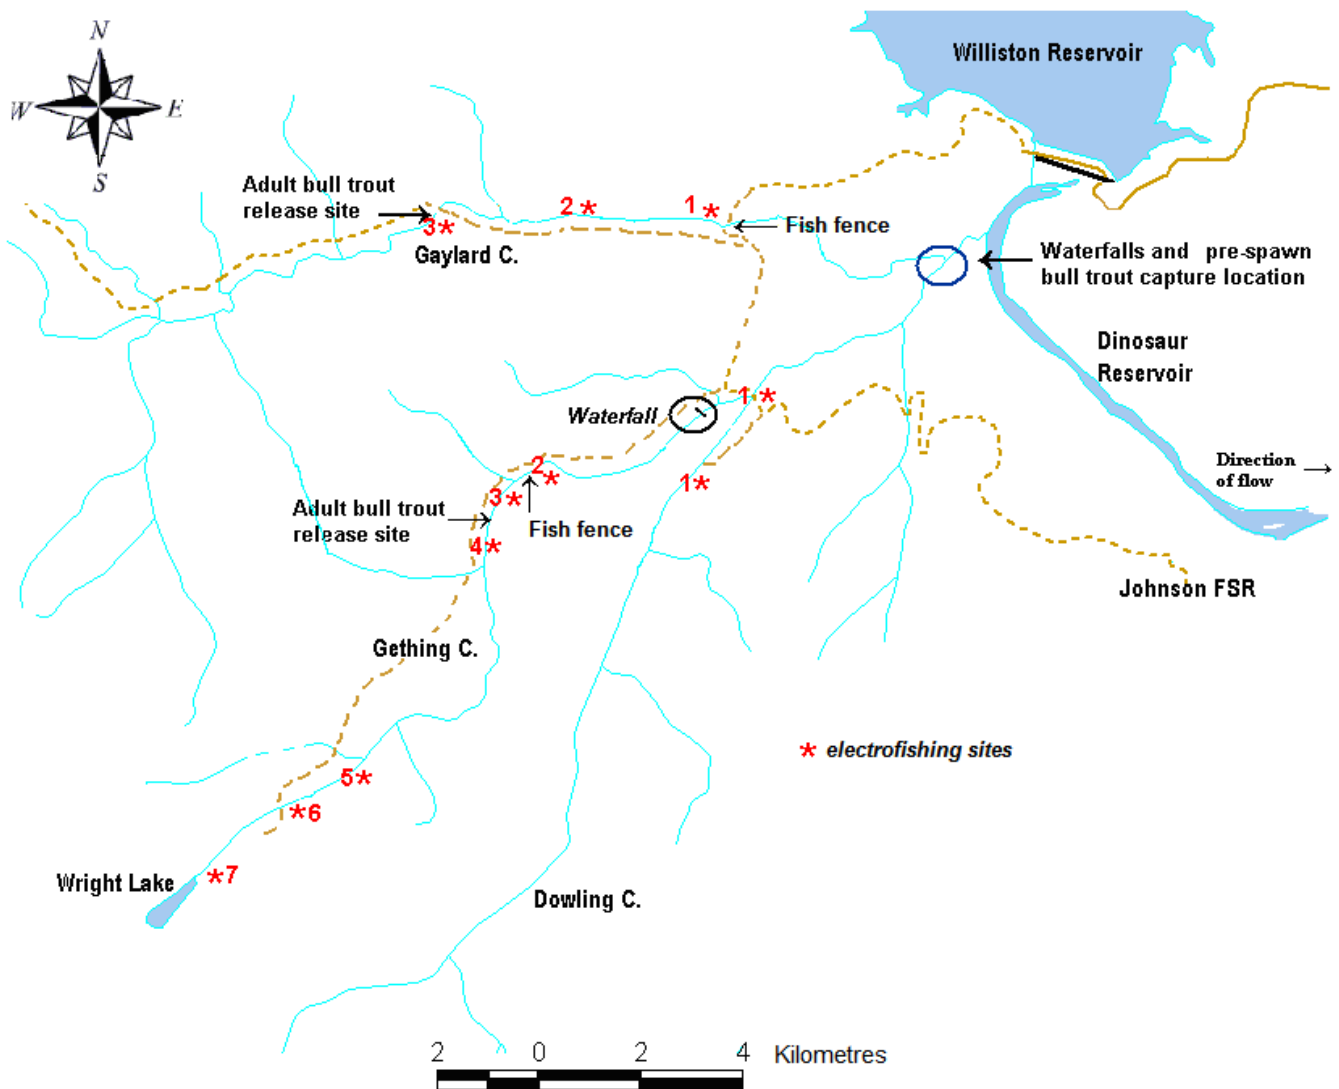 N
W E
S
Williston Reservoir
Adult bull trout
release site
2
1
3
Gaylard C.
Fish fence
Waterfalls and pre-spawn
bull trout capture location
Dinosaur
Reservoir
Waterfall
1
2
1
3
Adult bull trout
release site
Fish fence
4
Direction
of flow
Johnson FSR
Gething C.
electrofishing sites
5
6
7
Wright Lake
Dowling C.
2 0 2 4 Kilometres